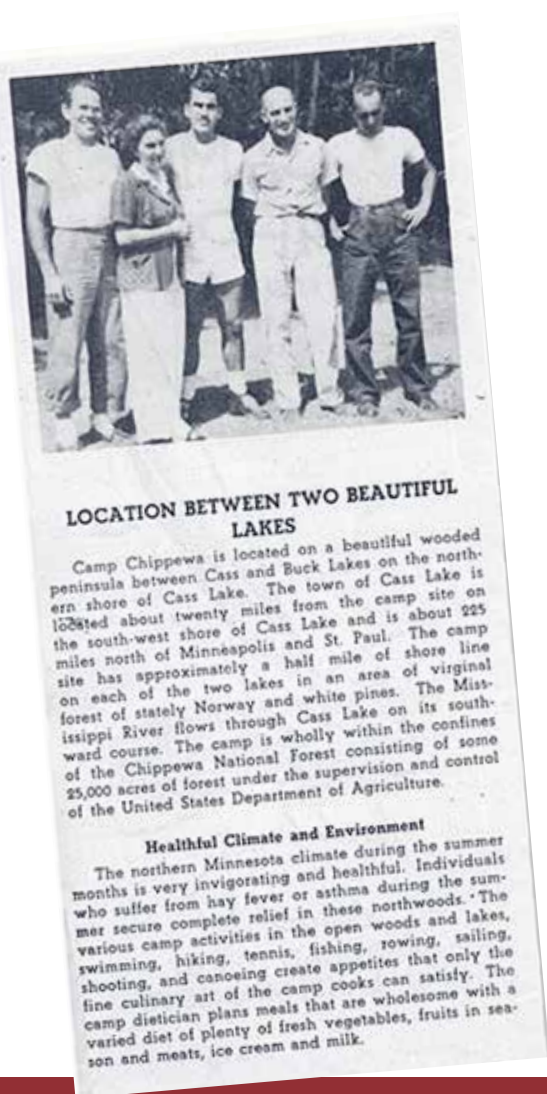 LOCATION BETWEEN TWO BEAUTIFUL
LAKES
Camp Chippewa is located on a beautiful wooded
peninsula between Cass and Buck Lakes on the north-
ern shore of Cass Lake. The town of Cass Lake is
located about twenty miles from the camp site on
the south-west shore of Cass Lake and is about 225
miles north of Minneapolis and St. Paul. The camp
site has approximately a half mile of shore line
on each of the two lakes in an area of virginal
forest of stately Norway and white pines. The Miss-
issippi River flows through Cass Lake on its south-
ward course. The camp is wholly within the confines
of the Chippewa National Forest consisting of some
25,000 acres of forest under the supervision and control
of the United States Department of Agriculture.
Healthful Climate and Environment
The northern Minnesota climate during the summer
months is very invigorating and healthful. Individuals
who suffer from hay fever or asthma during the sum-
mer secure complete relief in these northwoods. The
various camp activities in the open woods and lakes,
swimming, hiking, tennis, fishing, rowing, sailing,
shooting, and canoeing create appetites that only the
fine culinary art of the camp cooks can satisfy. The
camp dietician plans meals that are wholesome with a
varied diet of plenty of fresh vegetables, fruits in sea-
son and meats, ice cream and milk.